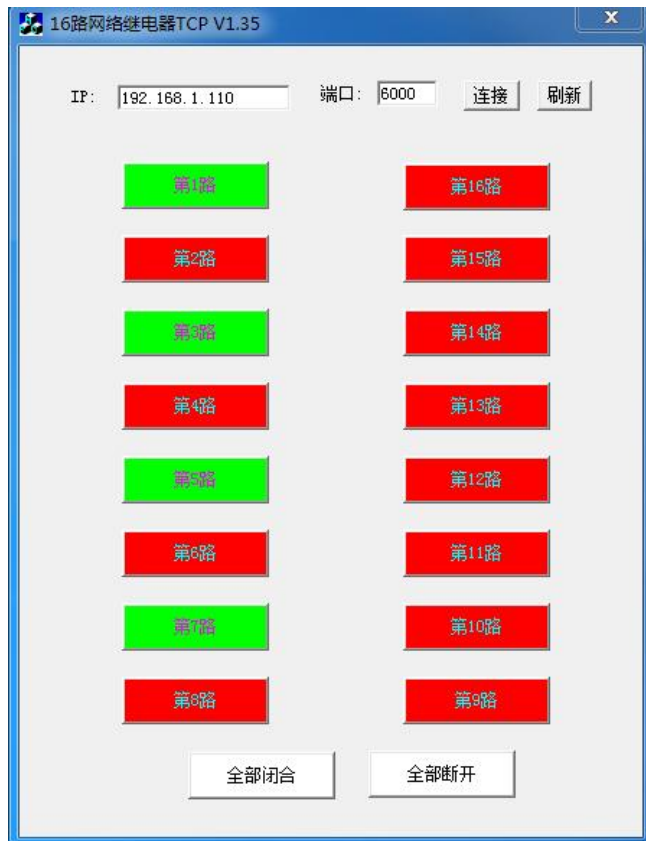 16路网络继电器TCP V1.35
IP: 192.168.1.110 端口: 6000 连接 刷新
第1路 第16路
第2路 第15路
第3路 第14路
第4路 第13路
第5路 第12路
第6路 第11路
第7路 第10路
第8路 第9路
全部闭合 全部断开